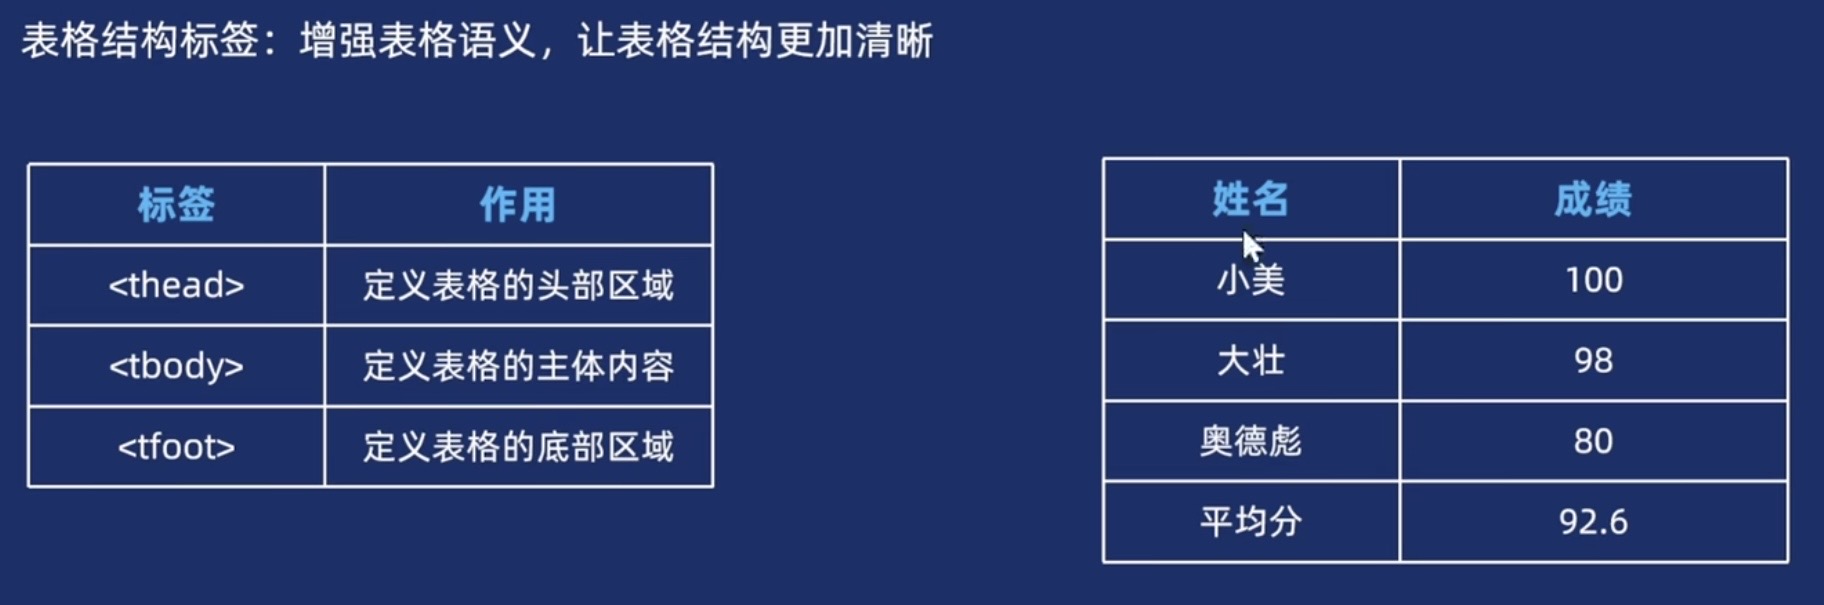 表格结构标签：增强表格语义，让表格结构更加清晰
标签 作用
<thead> 定义表格的头部区域
<tbody> 定义表格的主体内容
<tfoot> 定义表格的底部区域
姓名 成绩
小美 100
大壮 98
奥德彪 80
平均分 92.6